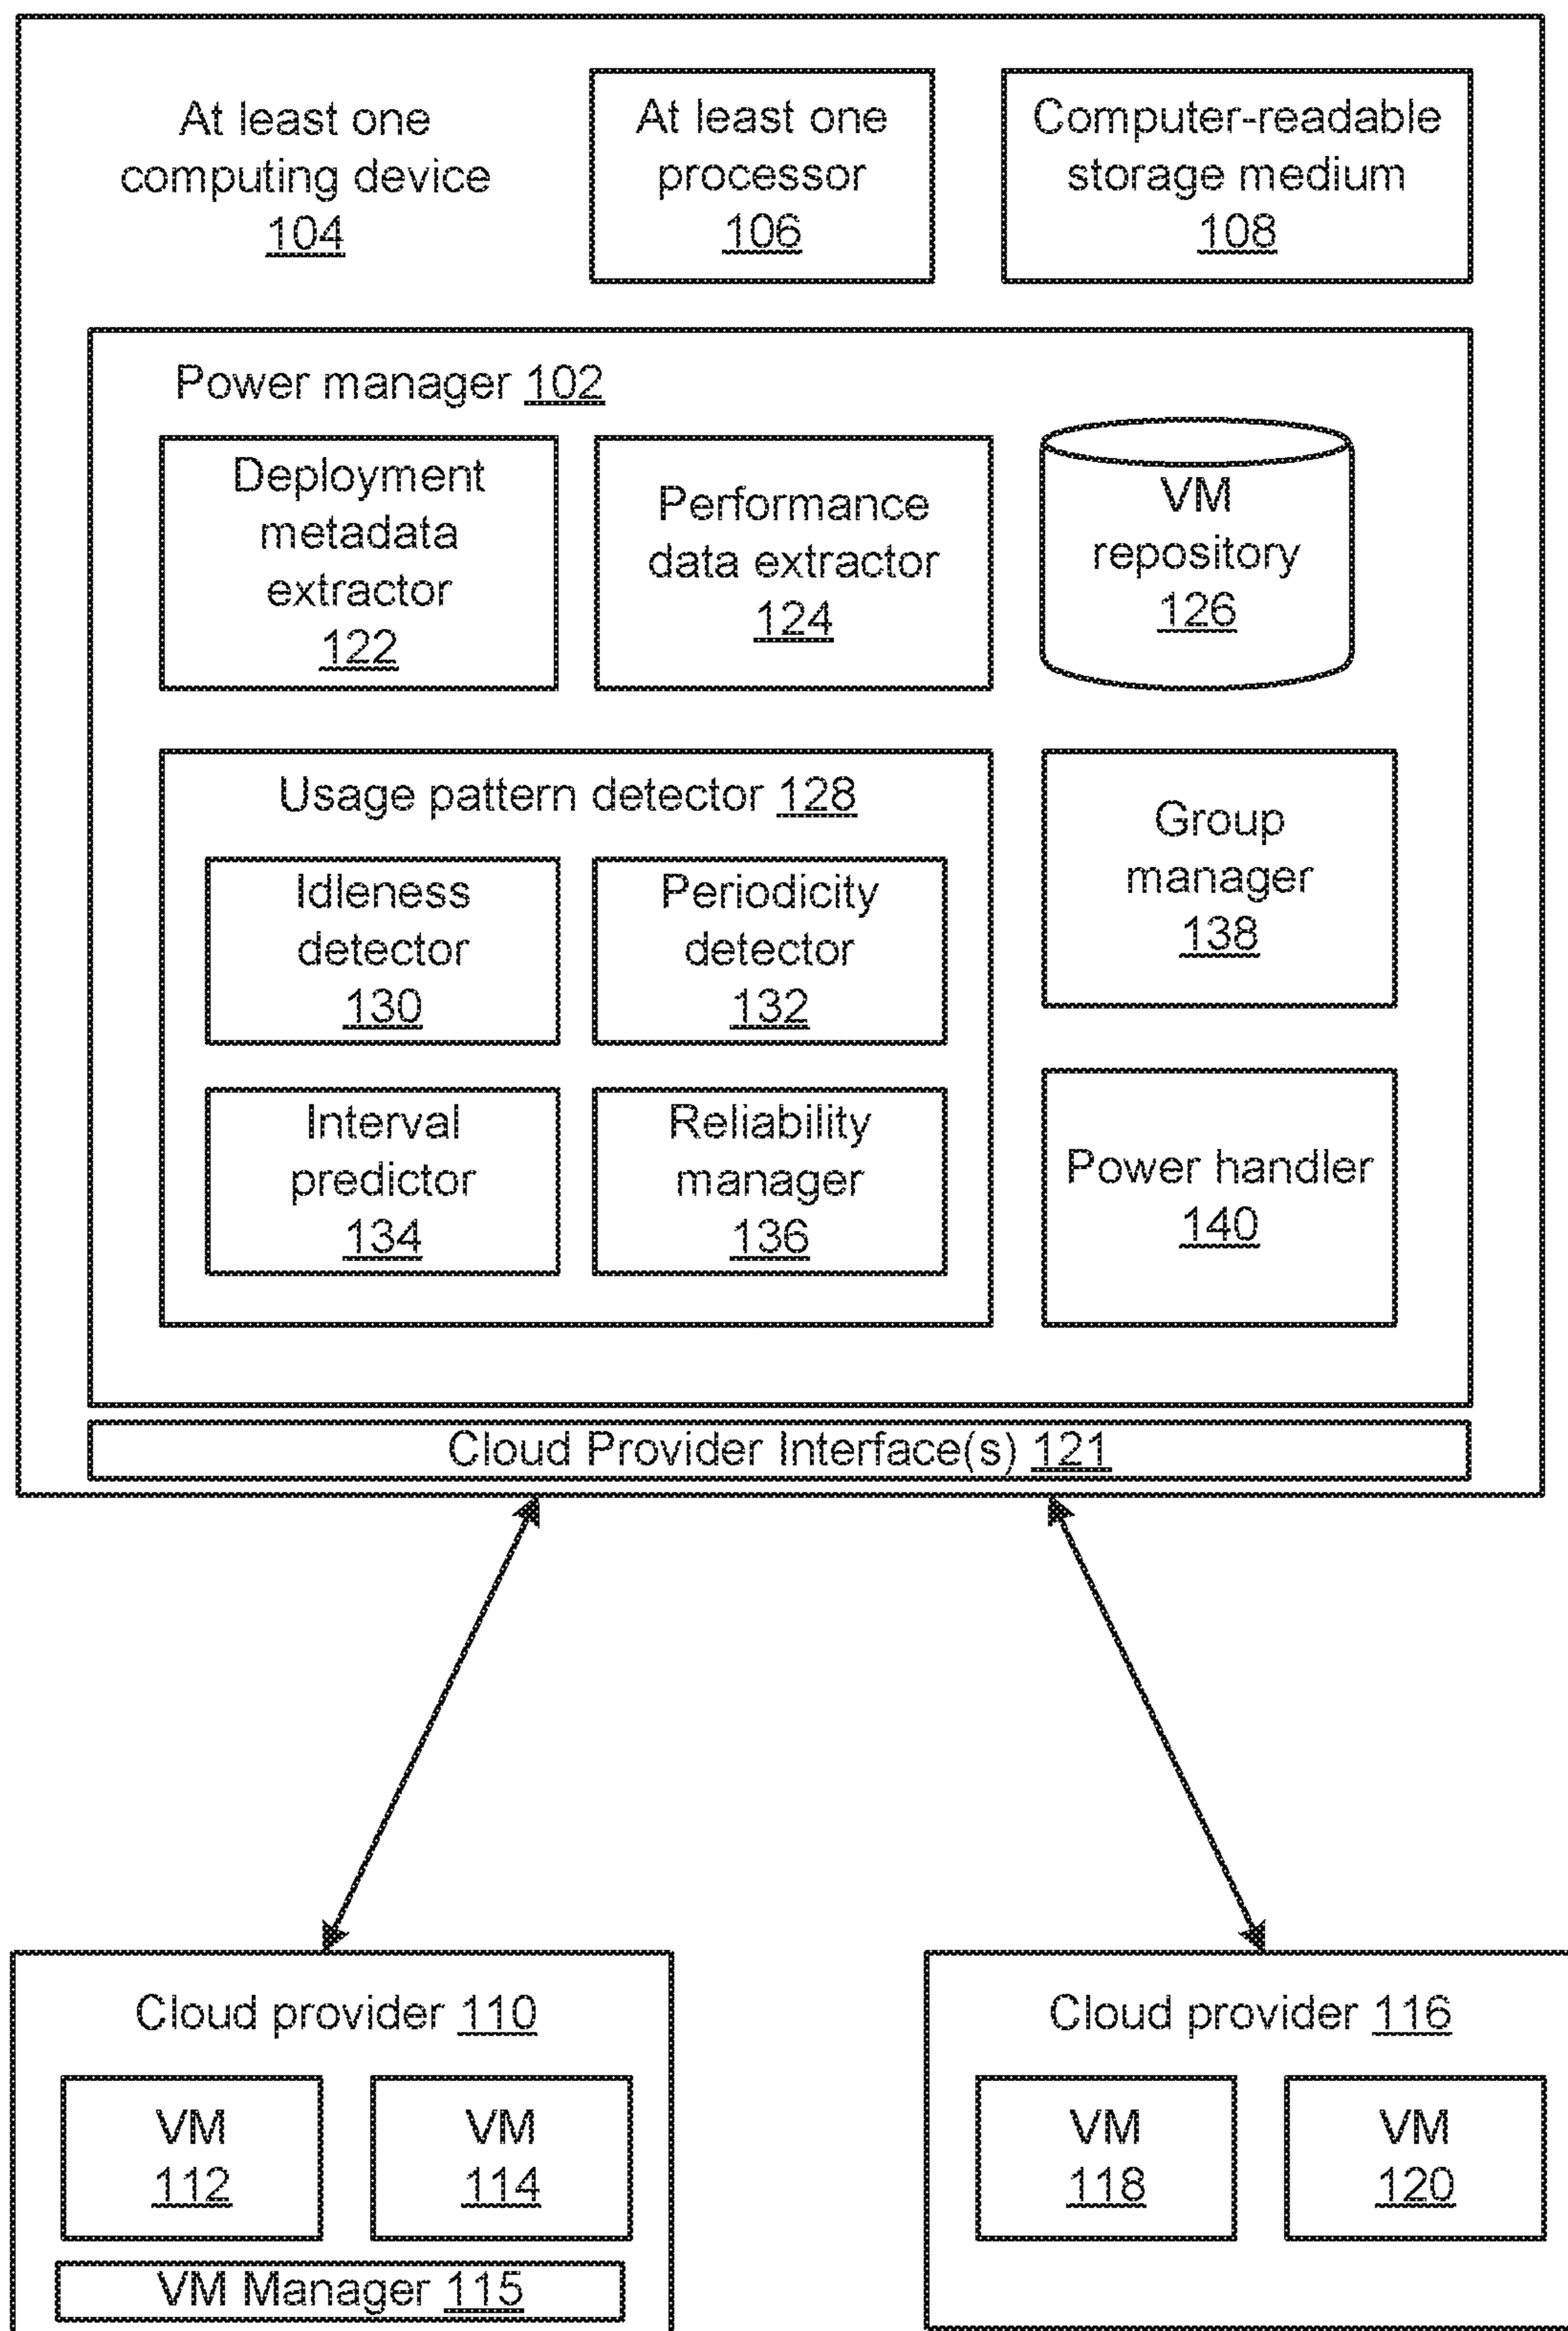 At least one
computing device
104
At least one
processor
106
Computer-readable
storage medium
108
Power manager 102
Deployment
metadata
extractor
122
Performance
data extractor
124
VM
repository
126
Usage pattern detector 128
Idleness
detector
130
Periodicity
detector
132
Interval
predictor
134
Reliability
manager
136
Group
manager
138
Power handler
140
Cloud Provider Interface(s) 121
Cloud provider 110
VM
112
VM
114
VM Manager 115
Cloud provider 116
VM
118
VM
120